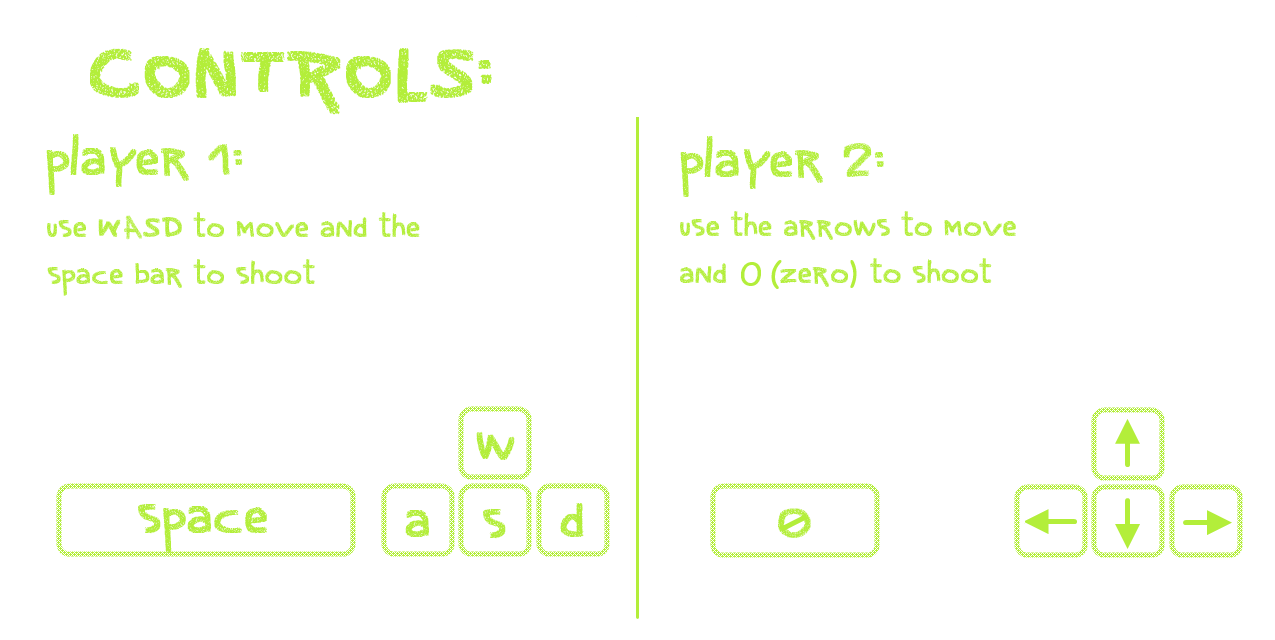 CONTROLS:
player 1:
use WASD to move and the
space bar to shoot
player 2:
use the arrows to move
and 0 (zero) to shoot
w
space
a
s
d
0